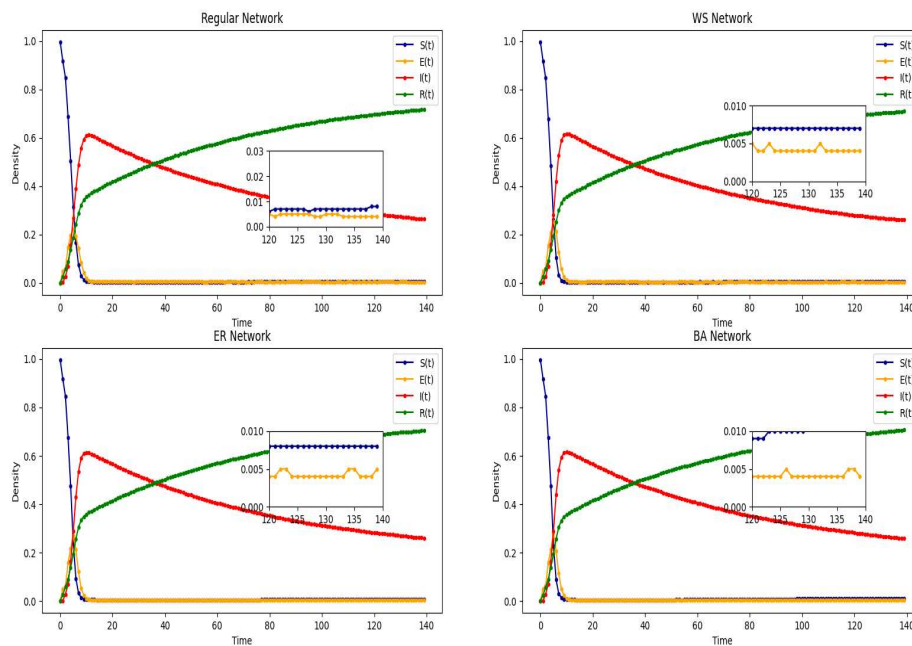 Regular Network
1.0
0.8
0.6
0.4
0.2
0.0
Density
S(t)
E(t)
I(t)
R(t)
0.03
0.02
0.01
0.00
120 125 130 135 140
0 20 40 60 80 100 120 140
Time
WS Network
1.0
0.8
0.6
0.4
0.2
0.0
Density
S(t)
E(t)
I(t)
R(t)
0.010
0.005
0.000
120 125 130 135 140
0 20 40 60 80 100 120 140
Time
ER Network
1.0
0.8
0.6
0.4
0.2
0.0
Density
S(t)
E(t)
I(t)
R(t)
0.010
0.005
0.000
120 125 130 135 140
0 20 40 60 80 100 120 140
Time
BA Network
1.0
0.8
0.6
0.4
0.2
0.0
Density
S(t)
E(t)
I(t)
R(t)
0.010
0.005
0.000
120 125 130 135 140
0 20 40 60 80 100 120 140
Time